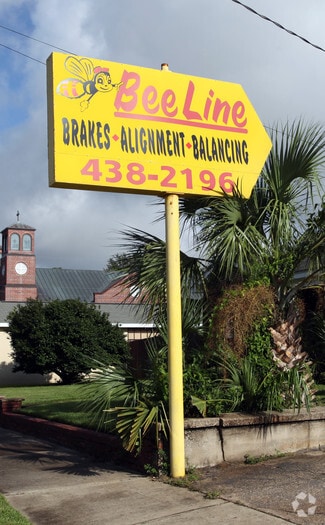 Bee Line
BRAKES • ALIGNMENT • BALANCING
438-2196